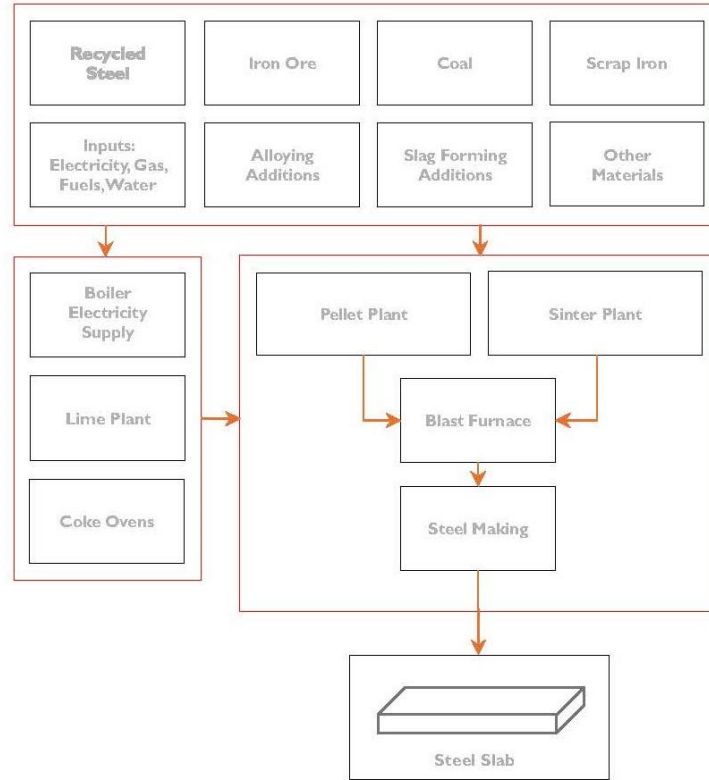 Recycled
Steel
Iron Ore
Coal
Scrap Iron
Inputs:
Electricity, Gas,
Fuels,Water
Alloying
Additions
Slag Forming
Additions
Other
Materials
Boiler
Electricity
Supply
Lime Plant
Coke Ovens
Pellet Plant
Sinter Plant
Blast Furnace
Steel Making
Steel Slab